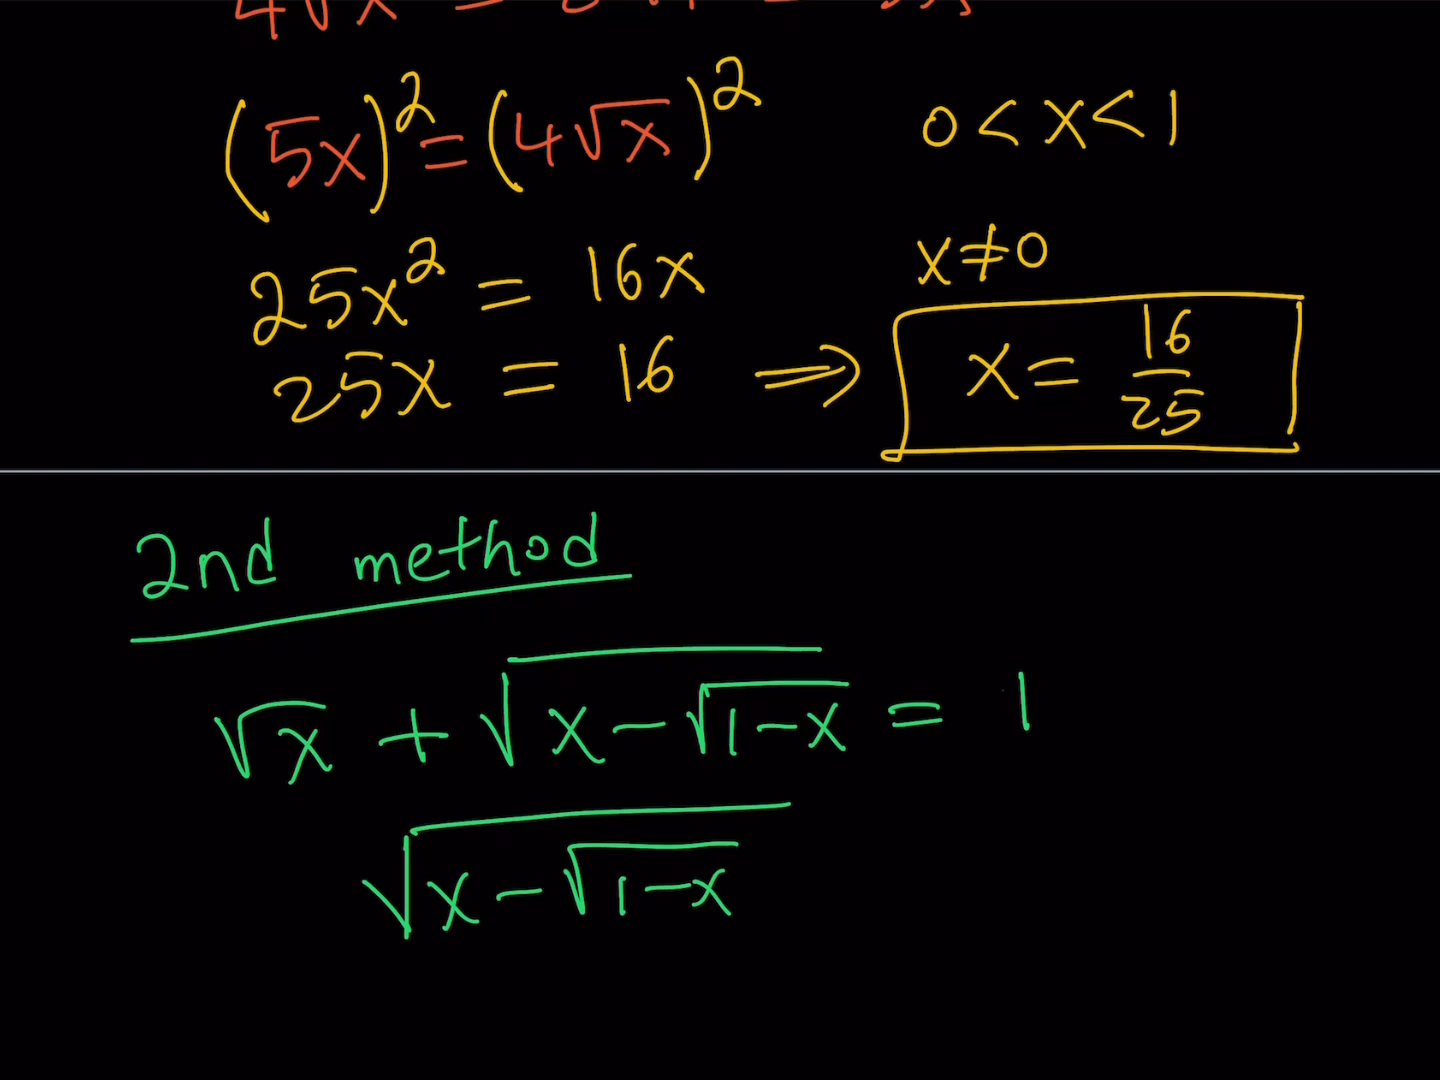 (5x)² = (4√x)² 0 < x < 1
25x² = 16x x ≠ 0
25x = 16 ⟹ x = 16/25
2nd method
√x + √(x − √(1−x)) = 1
√(x − √(1−x))